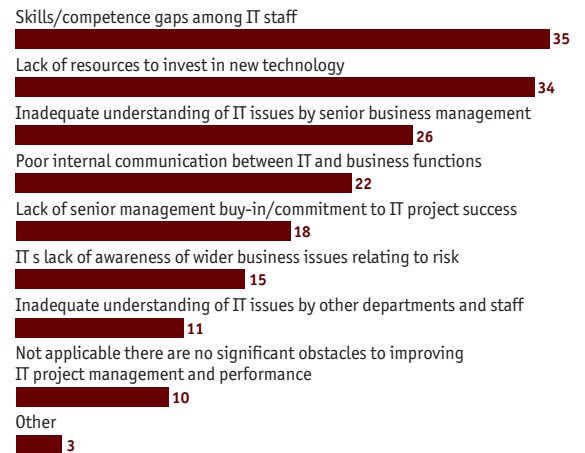 Skills/competence gaps among IT staff
35
Lack of resources to invest in new technology
34
Inadequate understanding of IT issues by senior business management
26
Poor internal communication between IT and business functions
22
Lack of senior management buy-in/commitment to IT project success
18
IT s lack of awareness of wider business issues relating to risk
15
Inadequate understanding of IT issues by other departments and staff
11
Not applicable there are no significant obstacles to improving
IT project management and performance
10
Other
3